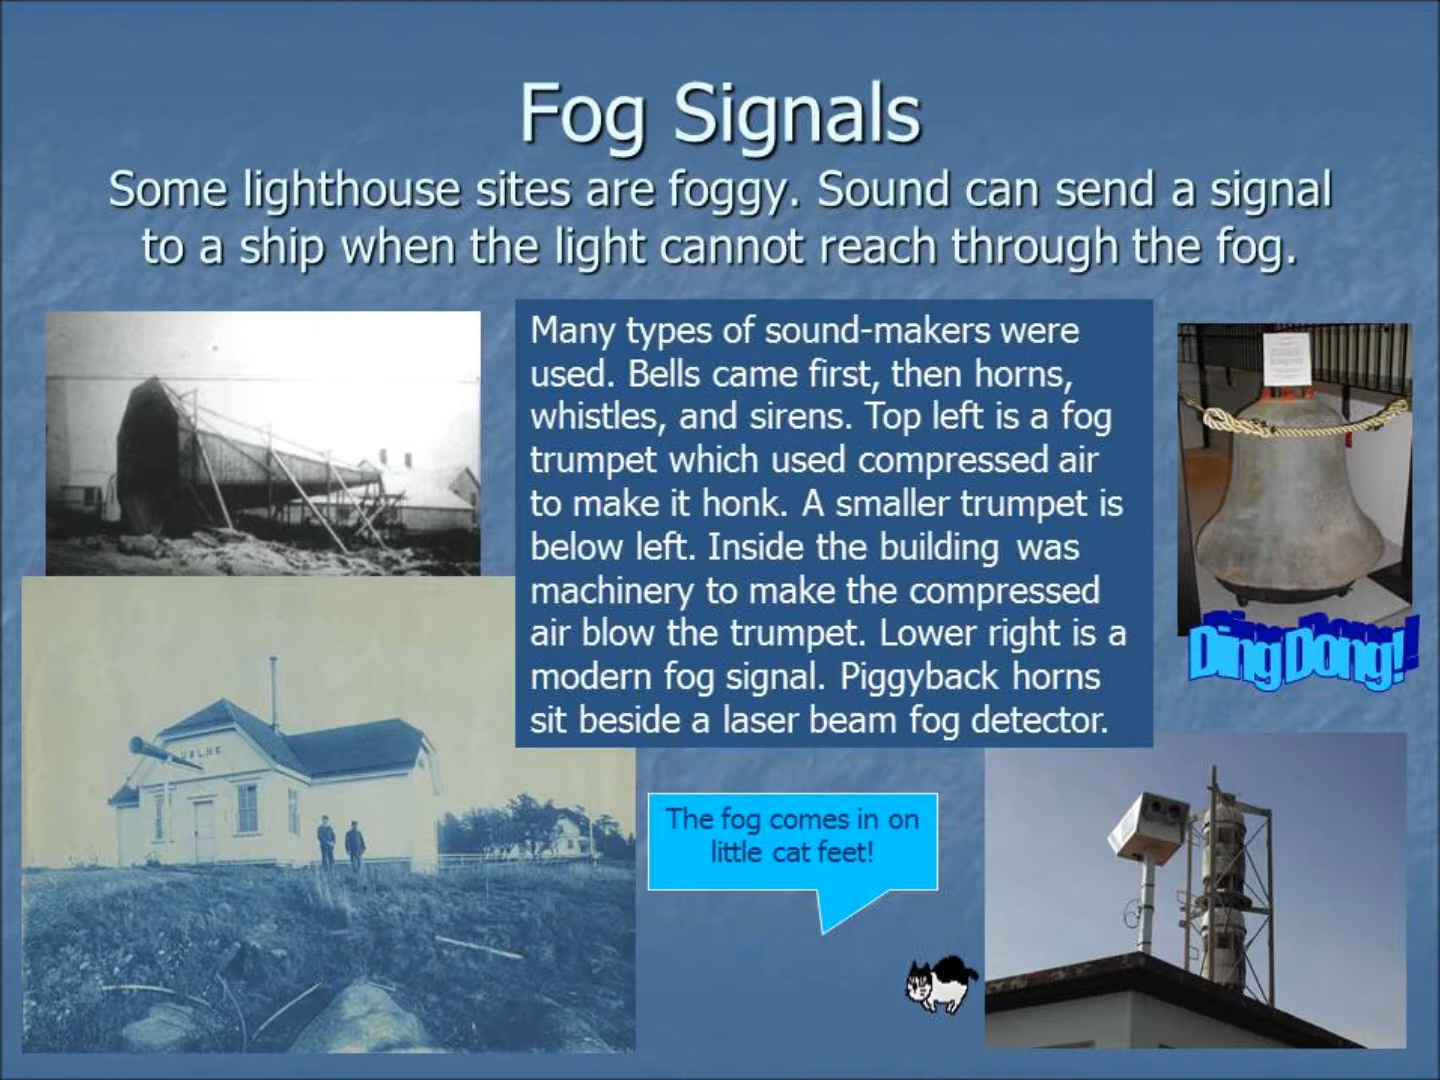 Fog Signals
Some lighthouse sites are foggy. Sound can send a signal
to a ship when the light cannot reach through the fog.
Many types of sound-makers were
used. Bells came first, then horns,
whistles, and sirens. Top left is a fog
trumpet which used compressed air
to make it honk. A smaller trumpet is
below left. Inside the building was
machinery to make the compressed
air blow the trumpet. Lower right is a
modern fog signal. Piggyback horns
sit beside a laser beam fog detector.
Ding Dong!
U.S.L.H.E.
The fog comes in on
little cat feet!